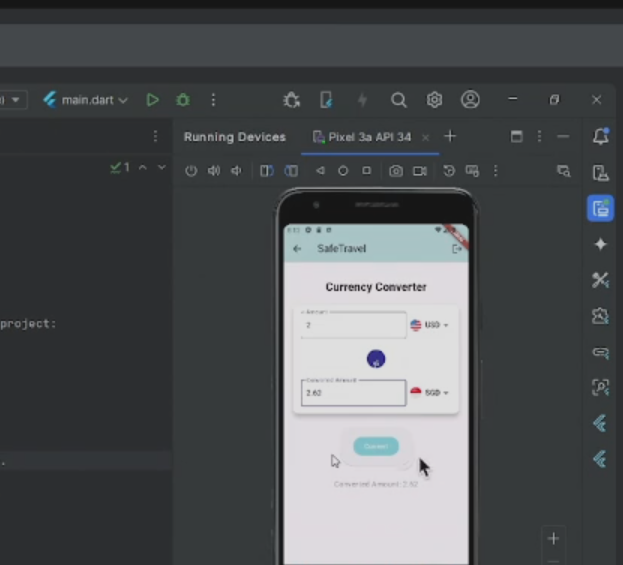 main.dart
Running Devices
Pixel 3a API 34
1
SafeTravel
Currency Converter
project:
Amount
2
USD
Converted Amount
2.62
SGD
Convert
Converted Amount: 2.62